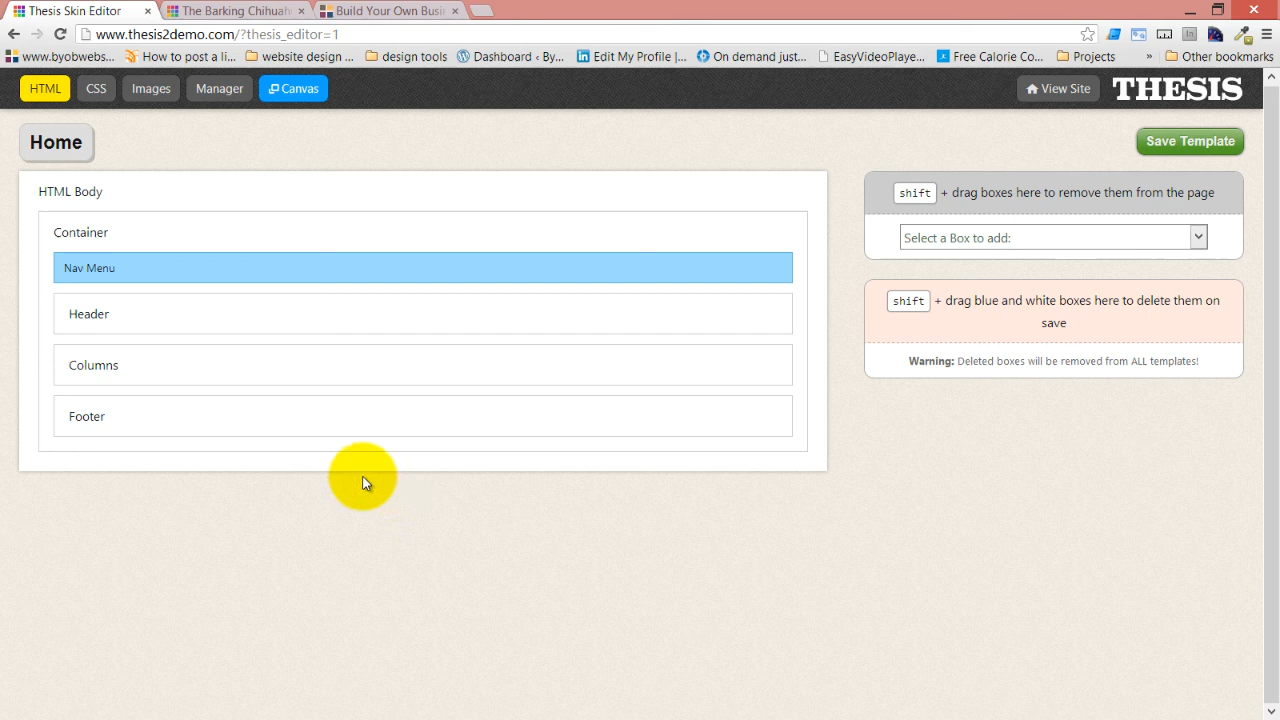 Thesis Skin Editor
The Barking Chihuah
Build Your Own Busin
www.thesis2demo.com/?thesis_editor=1
www.byobwebs...
How to post a li...
website design ...
design tools
Dashboard ‹ By...
Edit My Profile |...
On demand just...
EasyVideoPlaye...
Free Calorie Co...
Projects
»
Other bookmarks
HTML
CSS
Images
Manager
Canvas
View Site
THESIS
Home
Save Template
HTML Body
Container
Nav Menu
Header
Columns
Footer
shift + drag boxes here to remove them from the page
Select a Box to add:
shift + drag blue and white boxes here to delete them on
save
Warning: Deleted boxes will be removed from ALL templates!